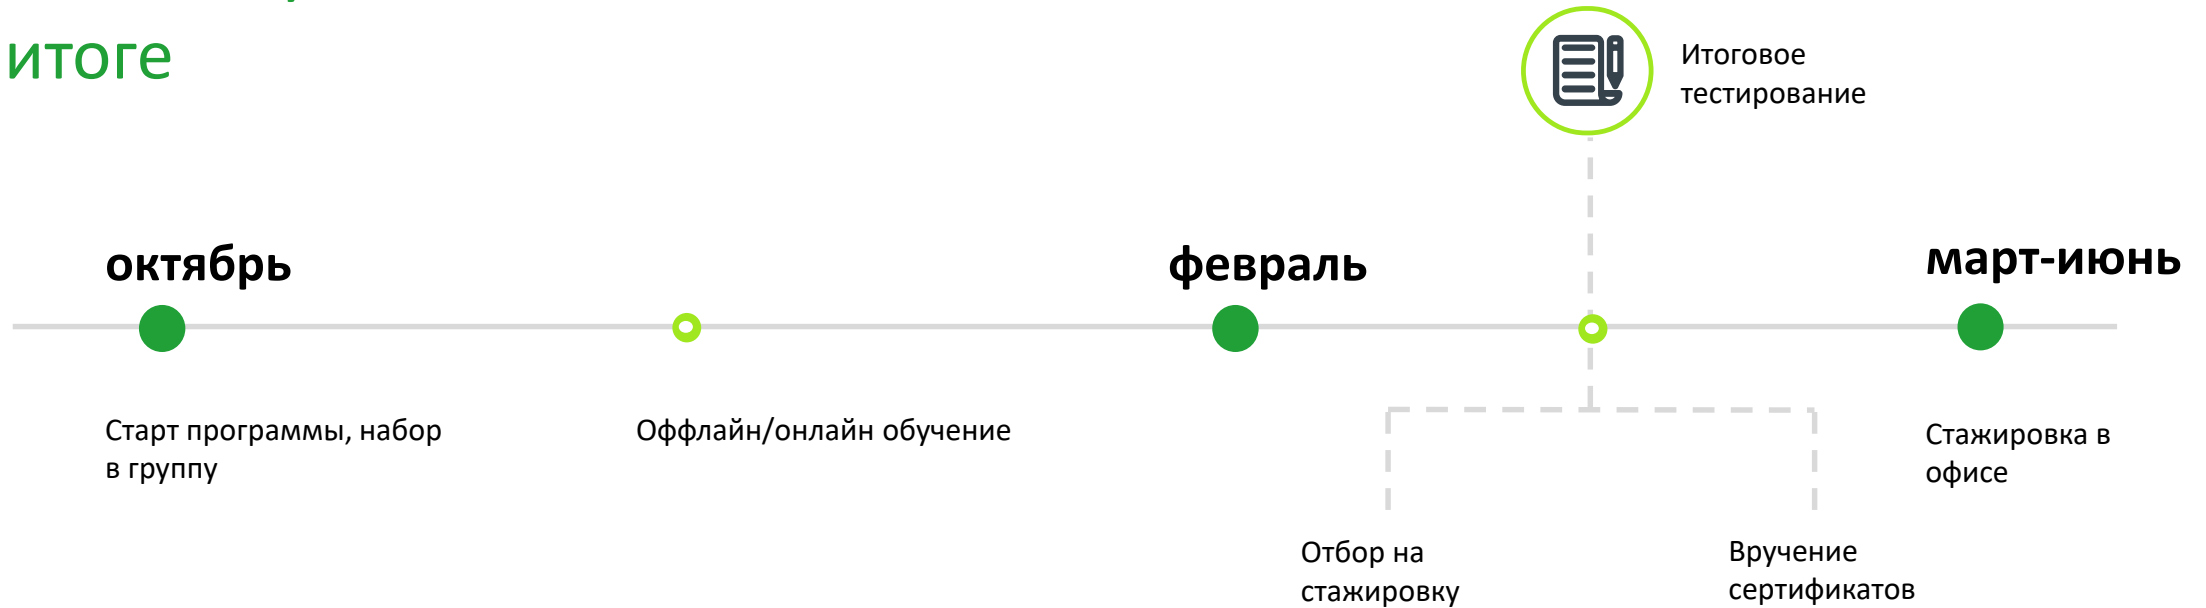 итоге
Итоговое
тестирование
октябрь
февраль
март-июнь
Старт программы, набор
в группу
Оффлайн/онлайн обучение
Стажировка в
офисе
Отбор на
стажировку
Вручение
сертификатов